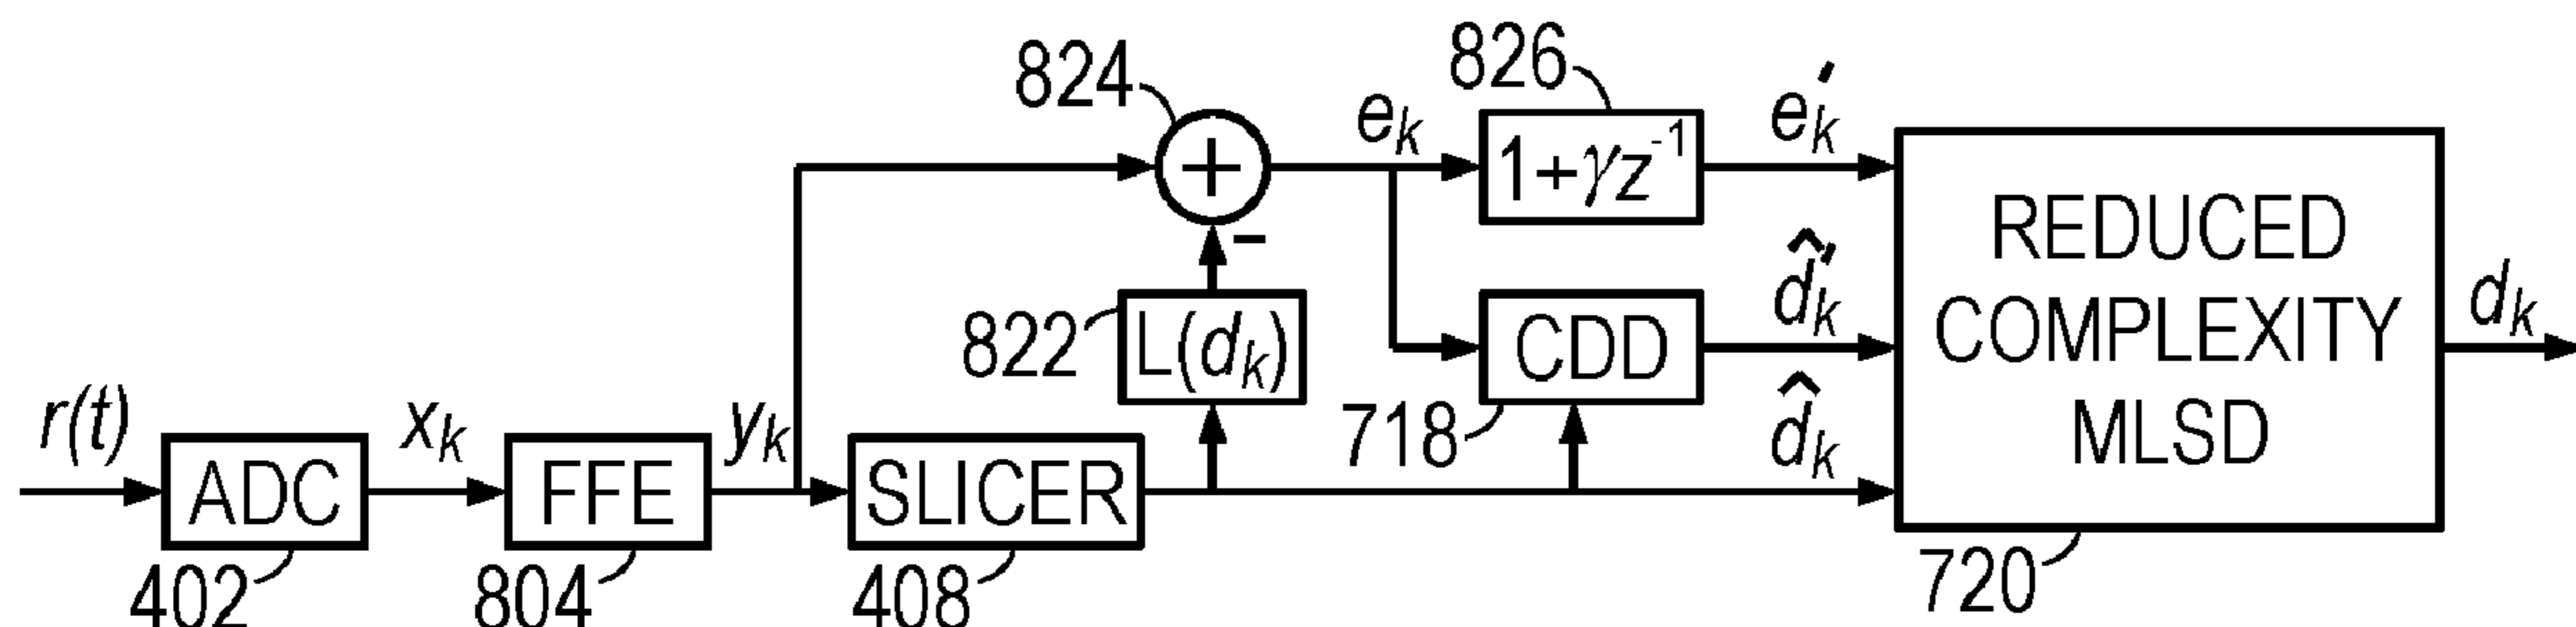 824
826
e_k
e'_k
+
1+γz^{-1}
-
REDUCED
COMPLEXITY
MLSD
822
L(d_k)
CDD
718
d̂'_k
d_k
r(t)
ADC
x_k
FFE
y_k
SLICER
d̂_k
402
804
408
720